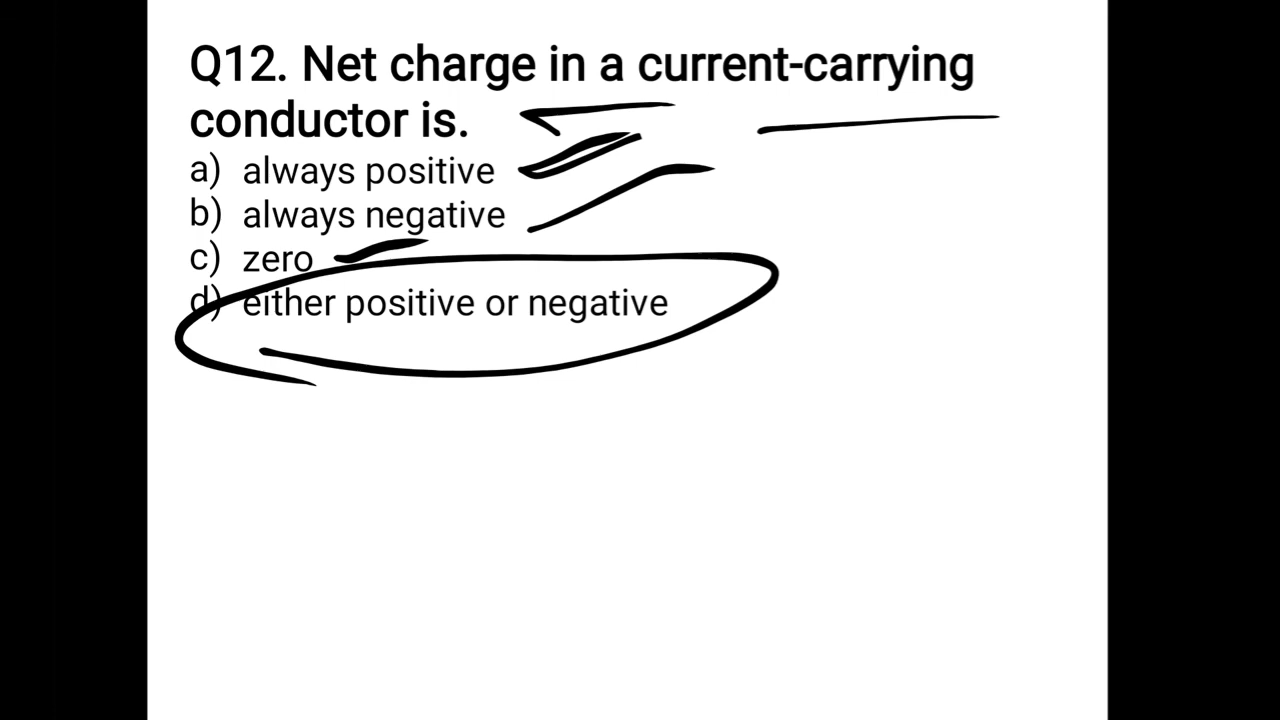 Q12. Net charge in a current-carrying
conductor is.
a) always positive
b) always negative
c) zero
d) either positive or negative